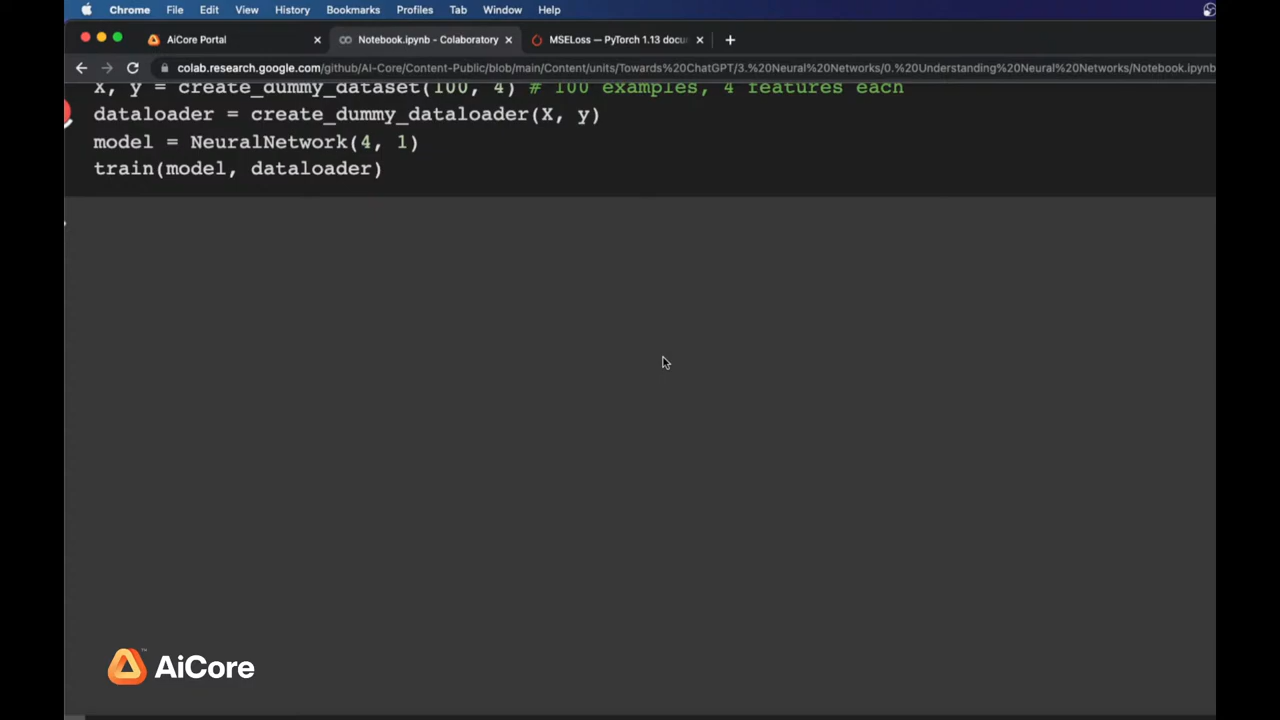 Chrome File Edit View History Bookmarks Profiles Tab Window Help
AiCore Portal Notebook.ipynb - Colaboratory MSELoss — PyTorch 1.13 docu
colab.research.google.com/github/AI-Core/Content-Public/blob/main/Content/units/Towards%20ChatGPT/3.%20Neural%20Networks/0.%20Understanding%20Neural%20Networks/Notebook.ipynb
X, y = create_dummy_dataset(100, 4) # 100 examples, 4 features each
dataloader = create_dummy_dataloader(X, y)
model = NeuralNetwork(4, 1)
train(model, dataloader)
AiCore™